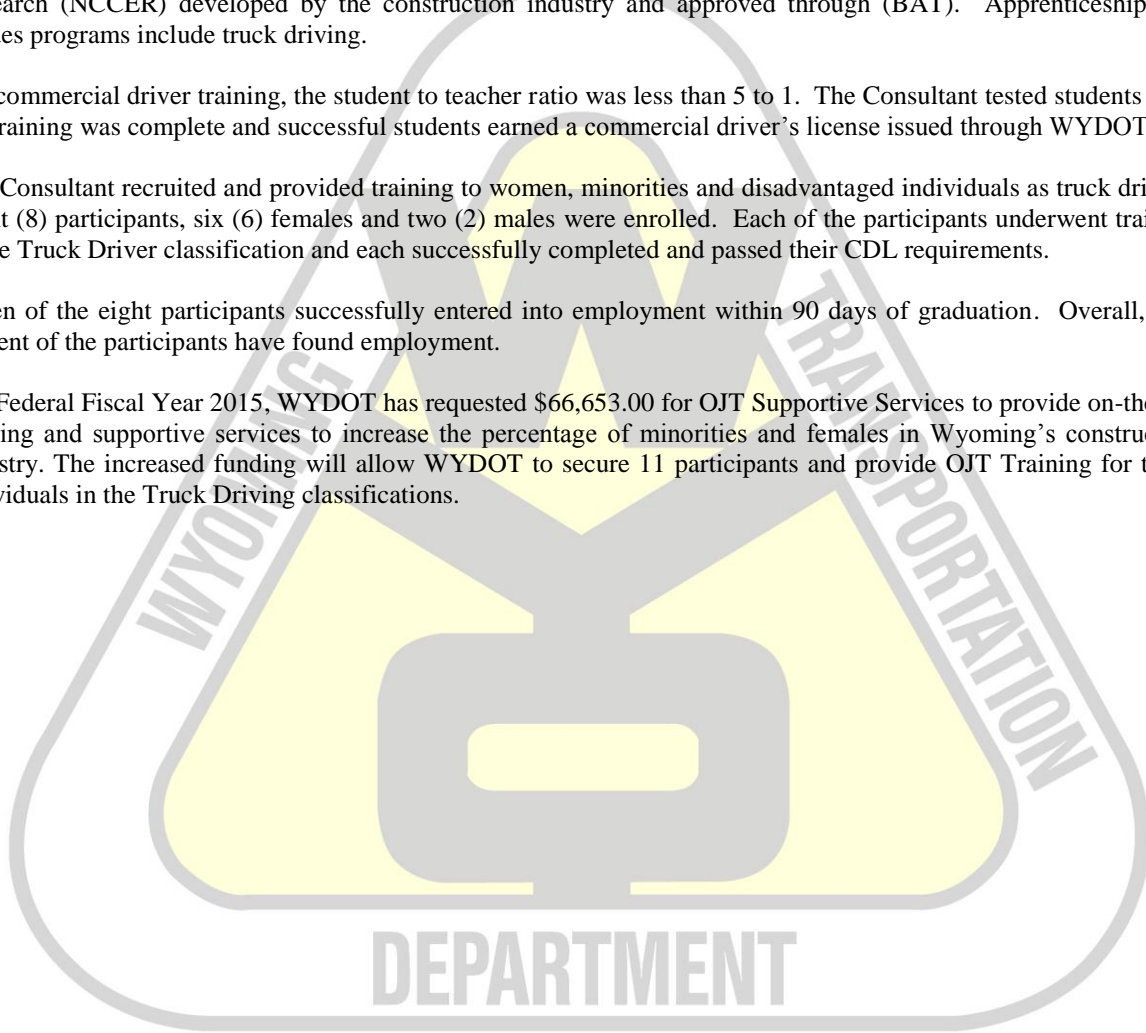 earch (NCCER) developed by the construction industry and approved through (BAT). Apprenticeship
es programs include truck driving.
commercial driver training, the student to teacher ratio was less than 5 to 1. The Consultant tested students
raining was complete and successful students earned a commercial driver's license issued through WYDOT
Consultant recruited and provided training to women, minorities and disadvantaged individuals as truck dri
t (8) participants, six (6) females and two (2) males were enrolled. Each of the participants underwent trai
e Truck Driver classification and each successfully completed and passed their CDL requirements.
en of the eight participants successfully entered into employment within 90 days of graduation. Overall,
ent of the participants have found employment.
Federal Fiscal Year 2015, WYDOT has requested $66,653.00 for OJT Supportive Services to provide on-the
ing and supportive services to increase the percentage of minorities and females in Wyoming's constru
stry. The increased funding will allow WYDOT to secure 11 participants and provide OJT Training for t
viduals in the Truck Driving classifications.
WYOMING
TRANSPORTATION
DEPARTMENT